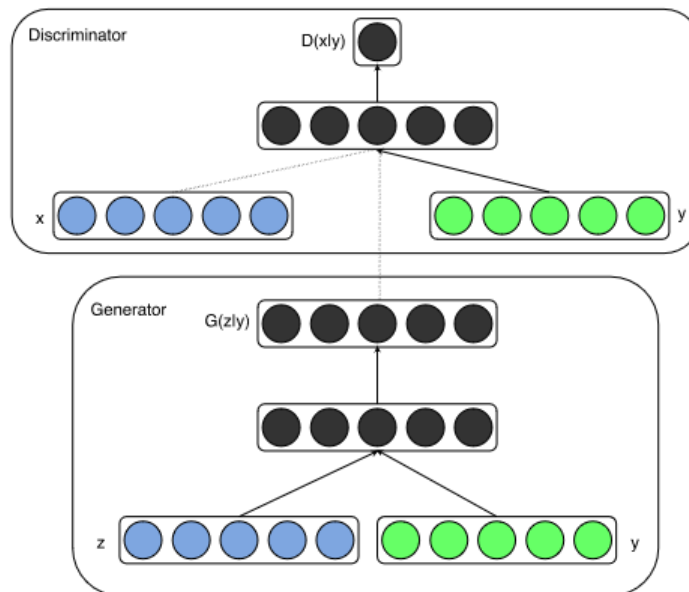 Discriminator
D(x|y)
x
y
Generator
G(z|y)
z
y